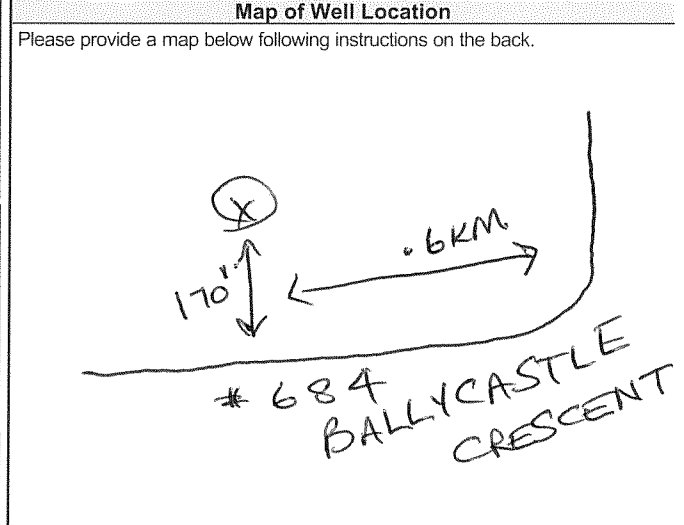 Map of Well Location
Please provide a map below following instructions on the back.
X
.6KM
170'
# 684
BALLYCASTLE
CRESCENT